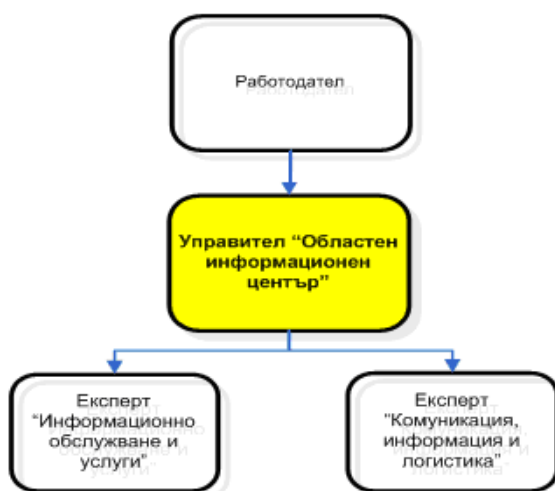 Работодател
Управител “Областен
информационен
център”
Експерт
“Информационно
обслужване и
услуги”
Експерт
“Комуникация,
информация и
логистика”